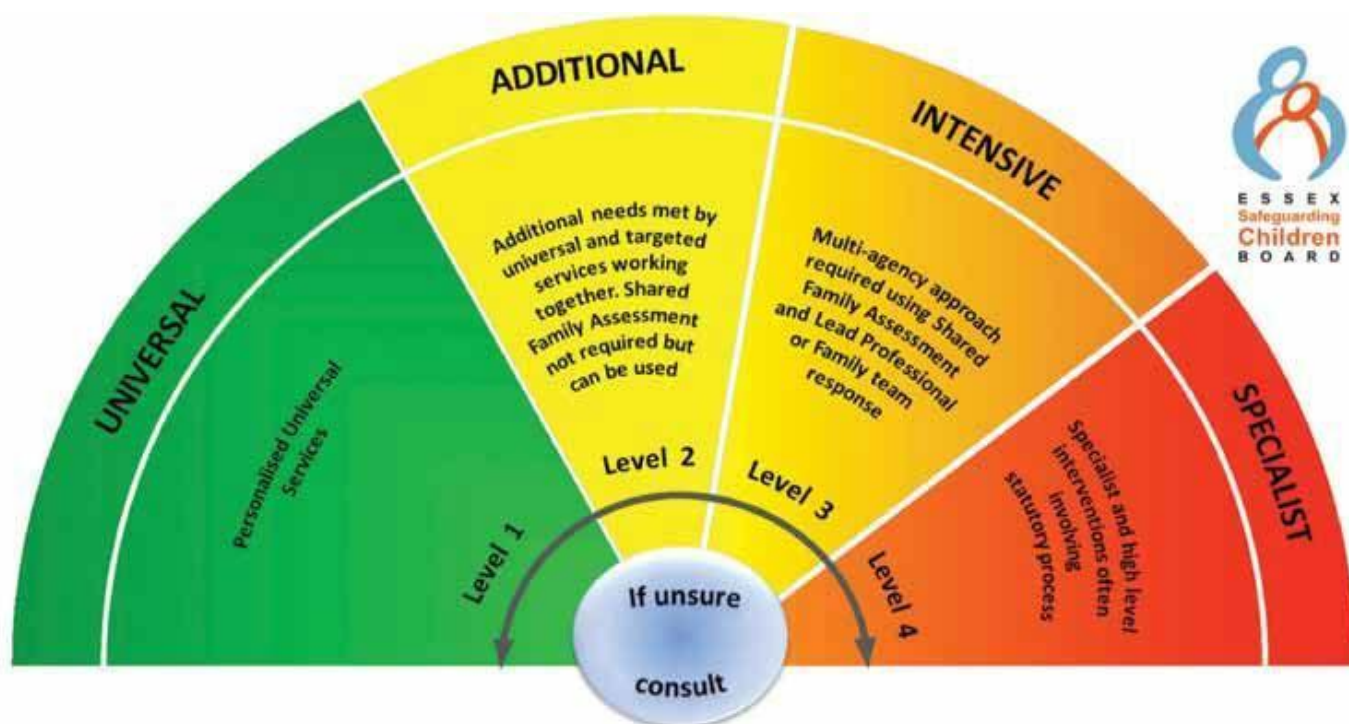 UNIVERSAL
Personalised Universal
Services
Level 1
ADDITIONAL
Additional needs met by
universal and targeted
services working
together. Shared
Family Assessment
not required but
can be used
Level 2
INTENSIVE
Multi-agency approach
required using Shared
Family Assessment
and Lead Professional
or Family team
response
Level 3
SPECIALIST
Specialist and high level
interventions often
involving
statutory process
Level 4
If unsure
consult
ESSEX
Safeguarding
Children
BOARD